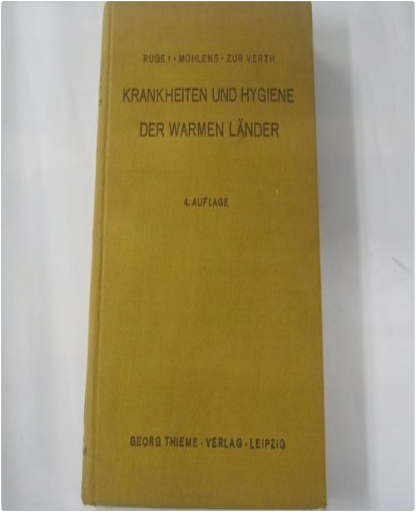 RUGE † · MÜHLENS · ZUR VERTH
KRANKHEITEN UND HYGIENE
DER WARMEN LÄNDER
4. AUFLAGE
GEORG THIEME · VERLAG · LEIPZIG